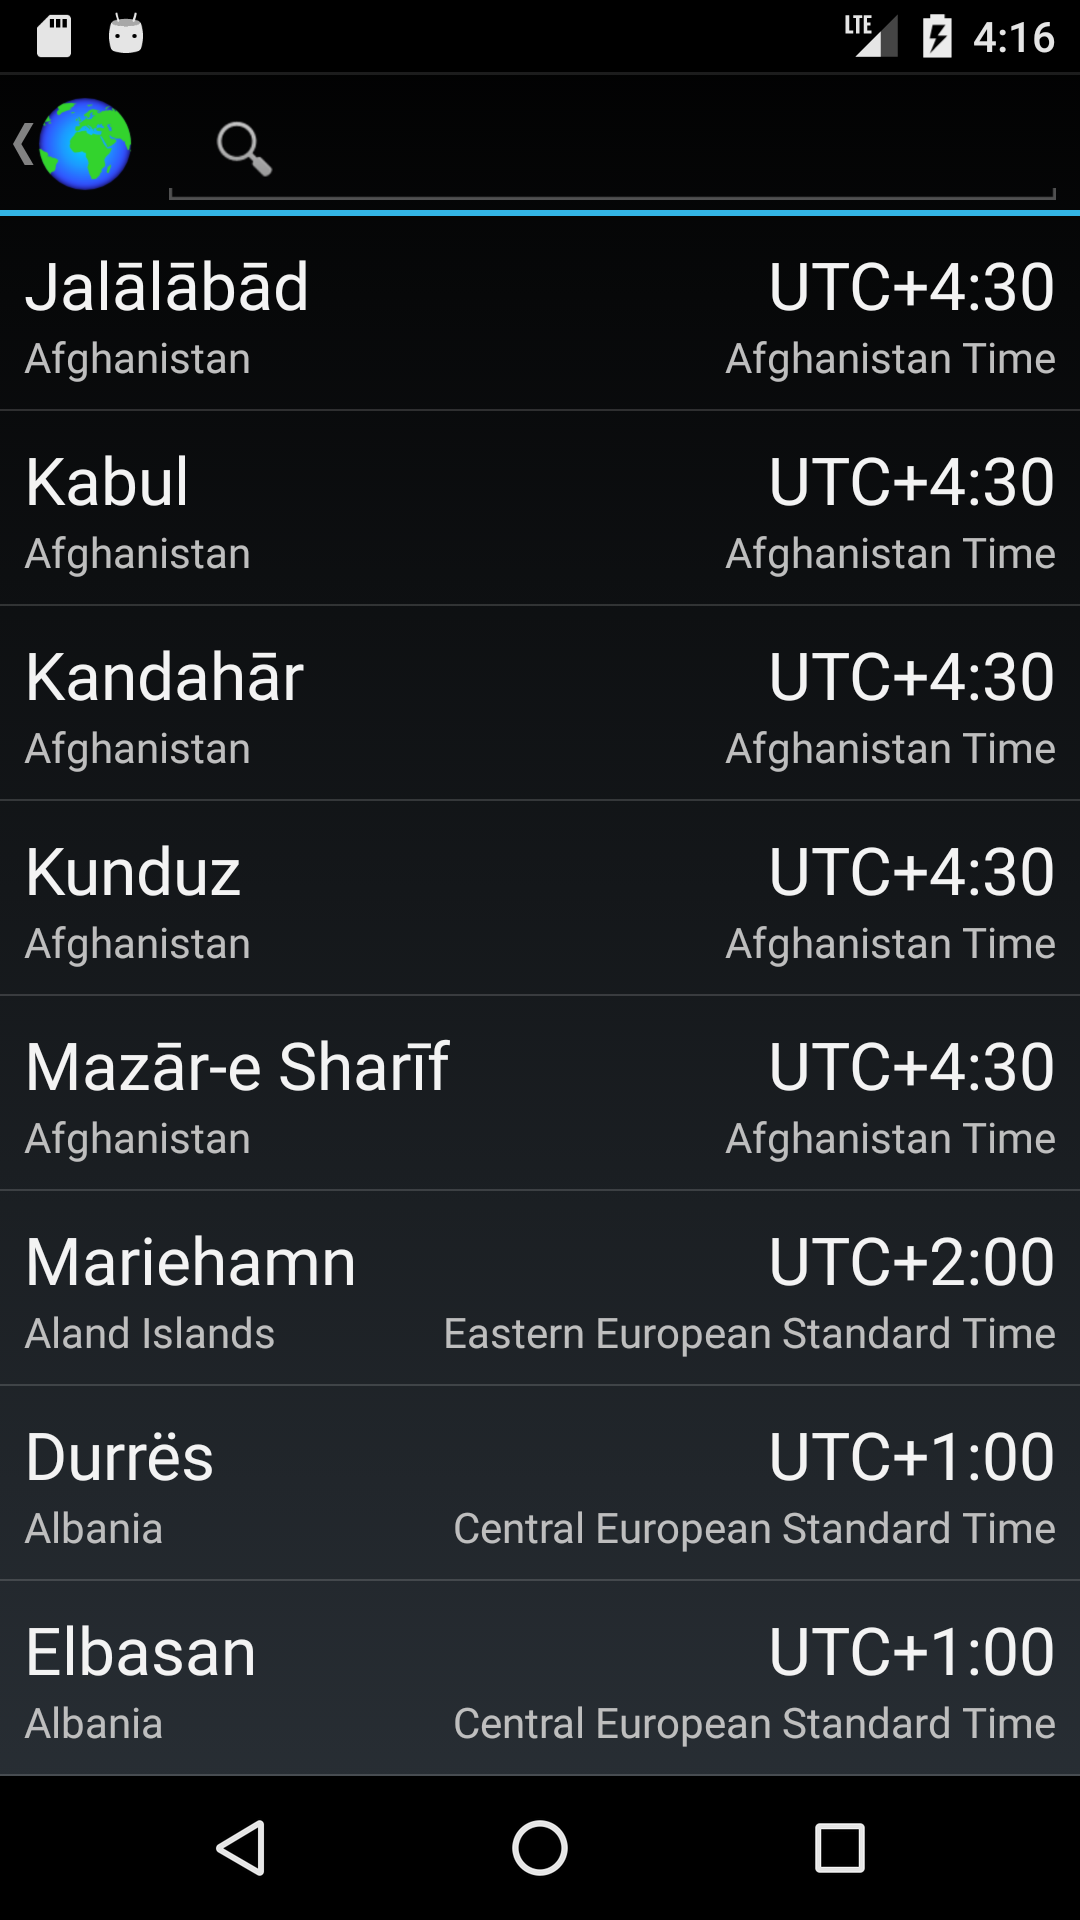 LTE 4:16
Jalālābād UTC+4:30
Afghanistan Afghanistan Time
Kabul UTC+4:30
Afghanistan Afghanistan Time
Kandahār UTC+4:30
Afghanistan Afghanistan Time
Kunduz UTC+4:30
Afghanistan Afghanistan Time
Mazār-e Sharīf UTC+4:30
Afghanistan Afghanistan Time
Mariehamn UTC+2:00
Aland Islands Eastern European Standard Time
Durrës UTC+1:00
Albania Central European Standard Time
Elbasan UTC+1:00
Albania Central European Standard Time